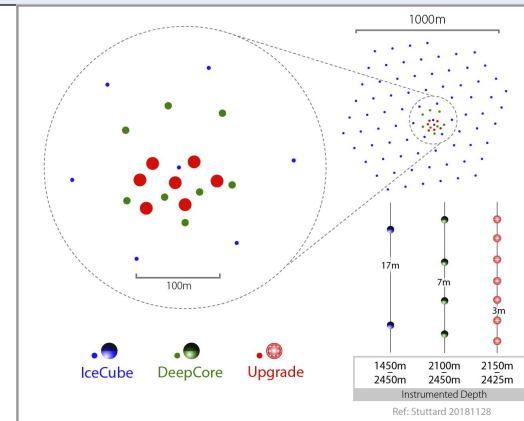 1000m
100m
17m
7m
3m
IceCube DeepCore Upgrade
1450m 2100m 2150m
2450m 2450m 2425m
Instrumented Depth
Ref: Stuttard 20181128